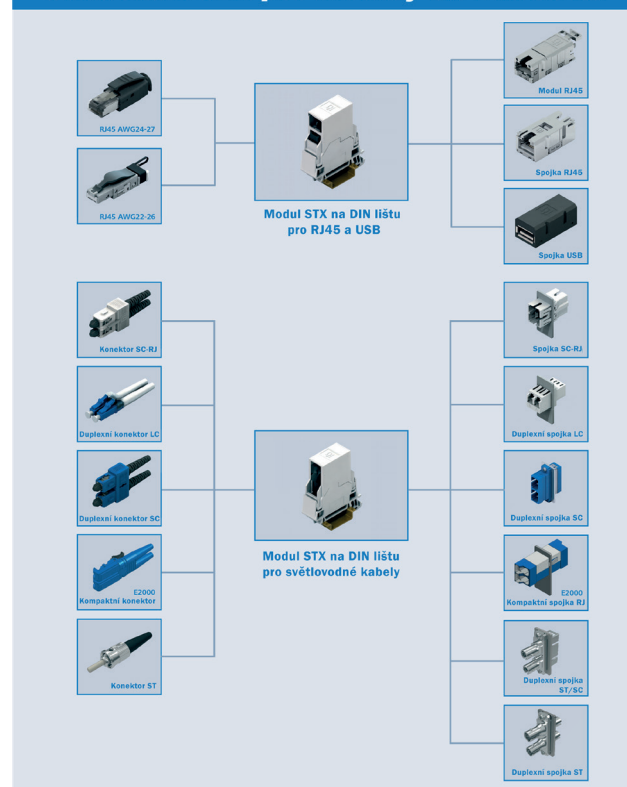 RJ45 AWG24-27
RJ45 AWG22-26
Modul STX na DIN lištu
pro RJ45 a USB
Modul RJ45
Spojka RJ45
Spojka USB
Konektor SC-RJ
Duplexní konektor LC
Duplexní konektor SC
E2000
Kompaktní konektor
Konektor ST
Modul STX na DIN lištu
pro světlovodné kabely
Spojka SC-RJ
Duplexní spojka LC
Duplexní spojka SC
E2000
Kompaktní spojka RJ
Duplexní spojka
ST/SC
Duplexní spojka ST